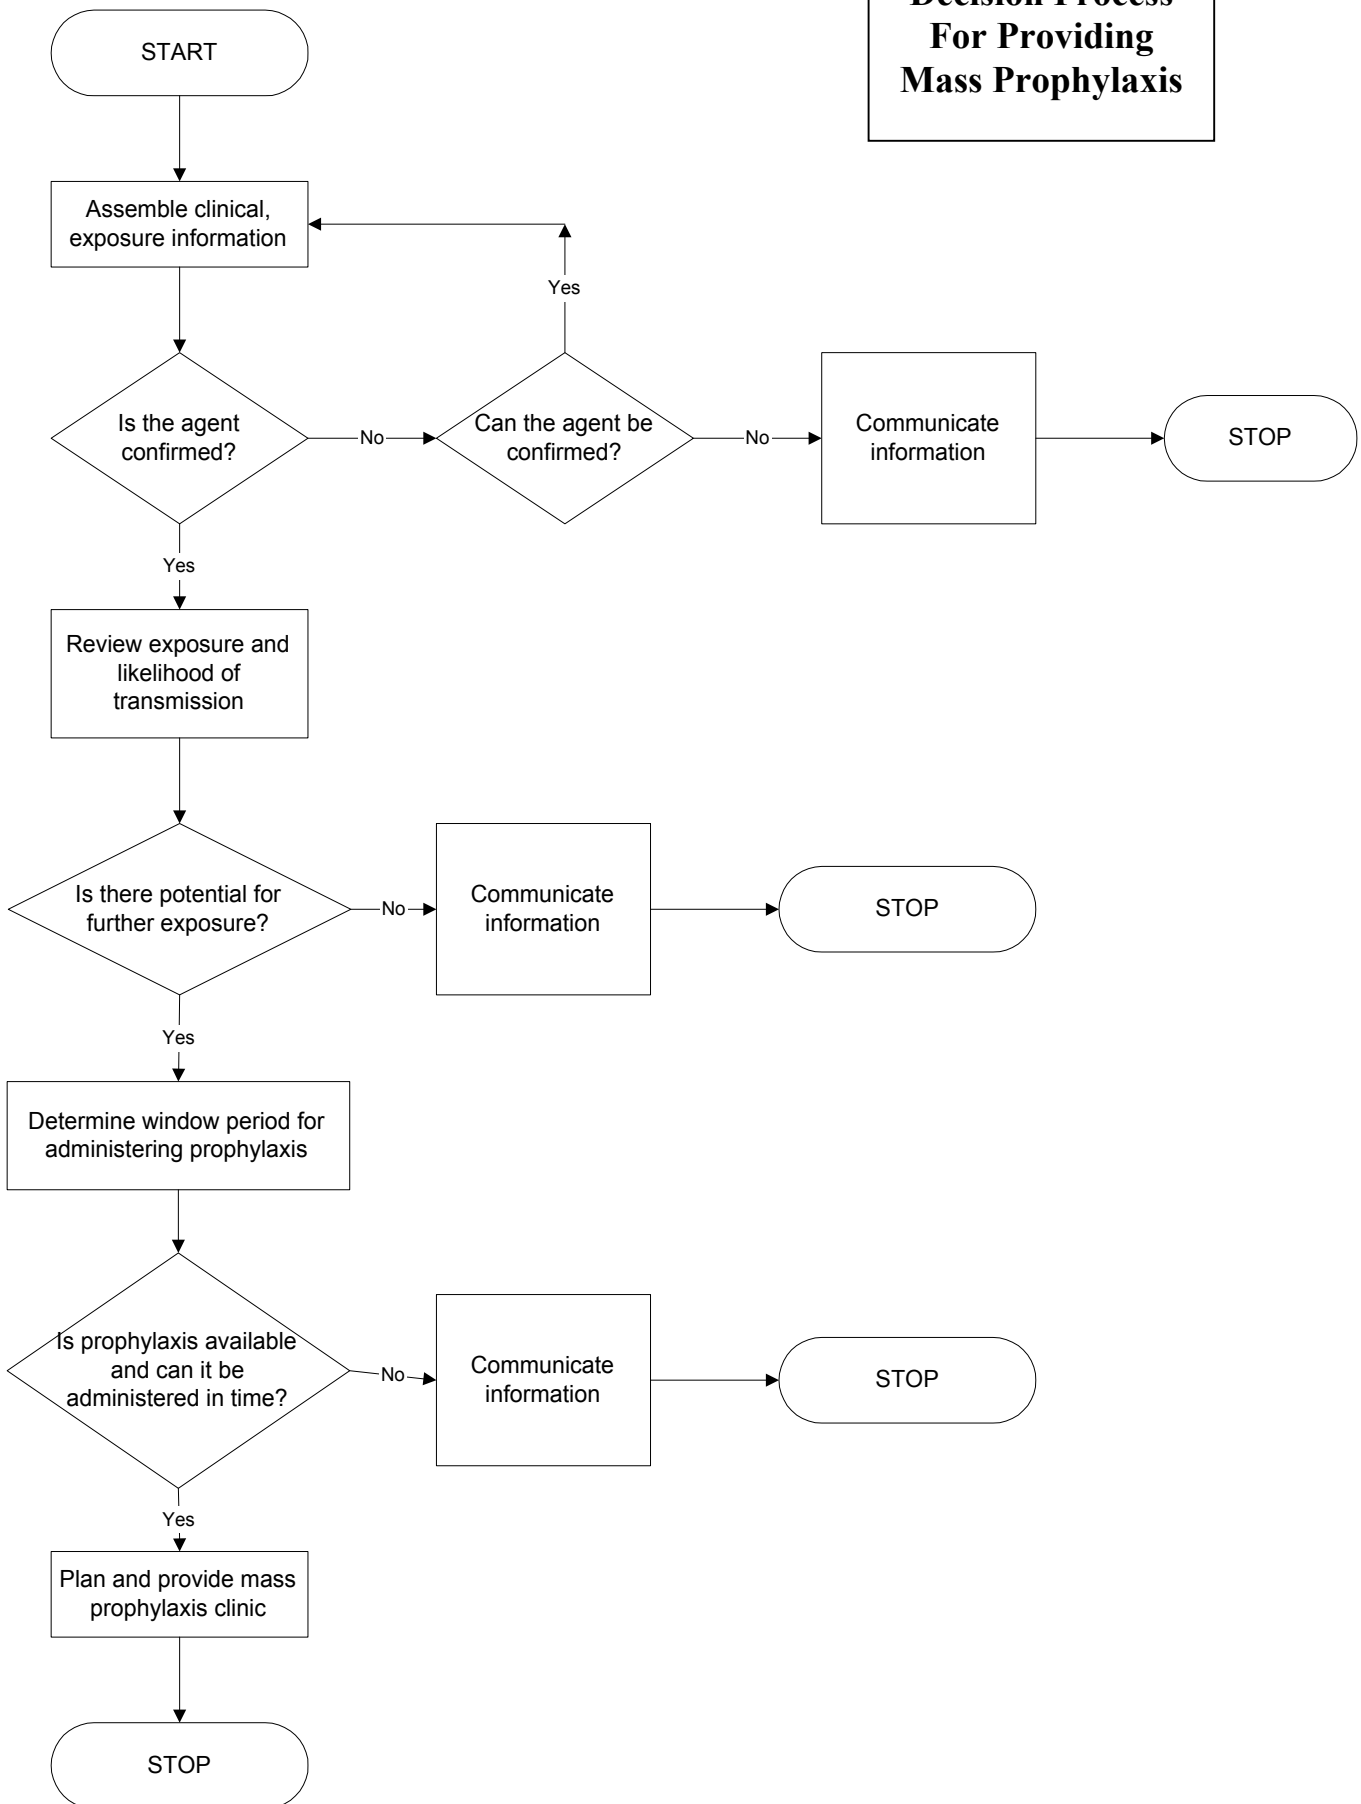 Decision Process
For Providing
Mass Prophylaxis
START
Assemble clinical,
exposure information
Yes
Is the agent
confirmed?
No
Can the agent be
confirmed?
No
Communicate
information
STOP
Yes
Review exposure and
likelihood of
transmission
Is there potential for
further exposure?
No
Communicate
information
STOP
Yes
Determine window period for
administering prophylaxis
Is prophylaxis available
and can it be
administered in time?
No
Communicate
information
STOP
Yes
Plan and provide mass
prophylaxis clinic
STOP